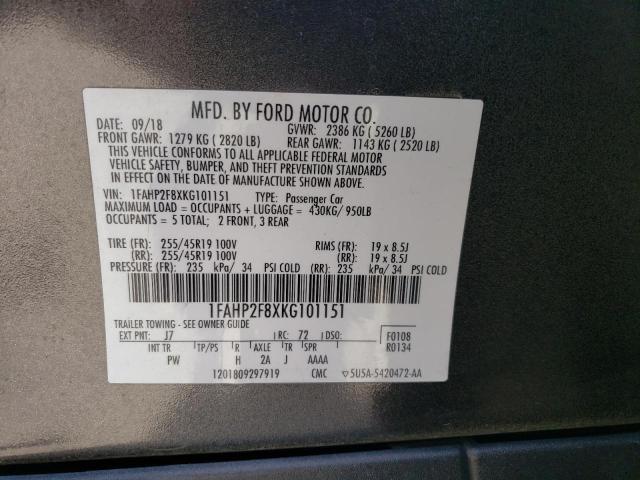 MFD. BY FORD MOTOR CO.
DATE: 09/18 GVWR: 2386 KG ( 5260 LB)
FRONT GAWR: 1279 KG ( 2820 LB) REAR GAWR: 1143 KG ( 2520 LB)
THIS VEHICLE CONFORMS TO ALL APPLICABLE FEDERAL MOTOR
VEHICLE SAFETY, BUMPER, AND THEFT PREVENTION STANDARDS
IN EFFECT ON THE DATE OF MANUFACTURE SHOWN ABOVE.
VIN: 1FAHP2F8XKG101151 TYPE: Passenger Car
MAXIMUM LOAD = OCCUPANTS + LUGGAGE = 430KG/ 950LB
OCCUPANTS = 5 TOTAL; 2 FRONT, 3 REAR
TIRE (FR): 255/45R19 100V RIMS (FR): 19 x 8.5J
(RR): 255/45R19 100V (RR): 19 x 8.5J
PRESSURE (FR): 235 kPa/ 34 PSI COLD (RR): 235 kPa/ 34 PSI COLD
1FAHP2F8XKG101151
TRAILER TOWING - SEE OWNER GUIDE
EXT PNT: J7 RC: 72 DSO: F0108
INT TR TP/PS R AXLE TR SPR R0134
PW H 2A J AAAA
1201809297919 CMC ▽5U5A-5420472-AA